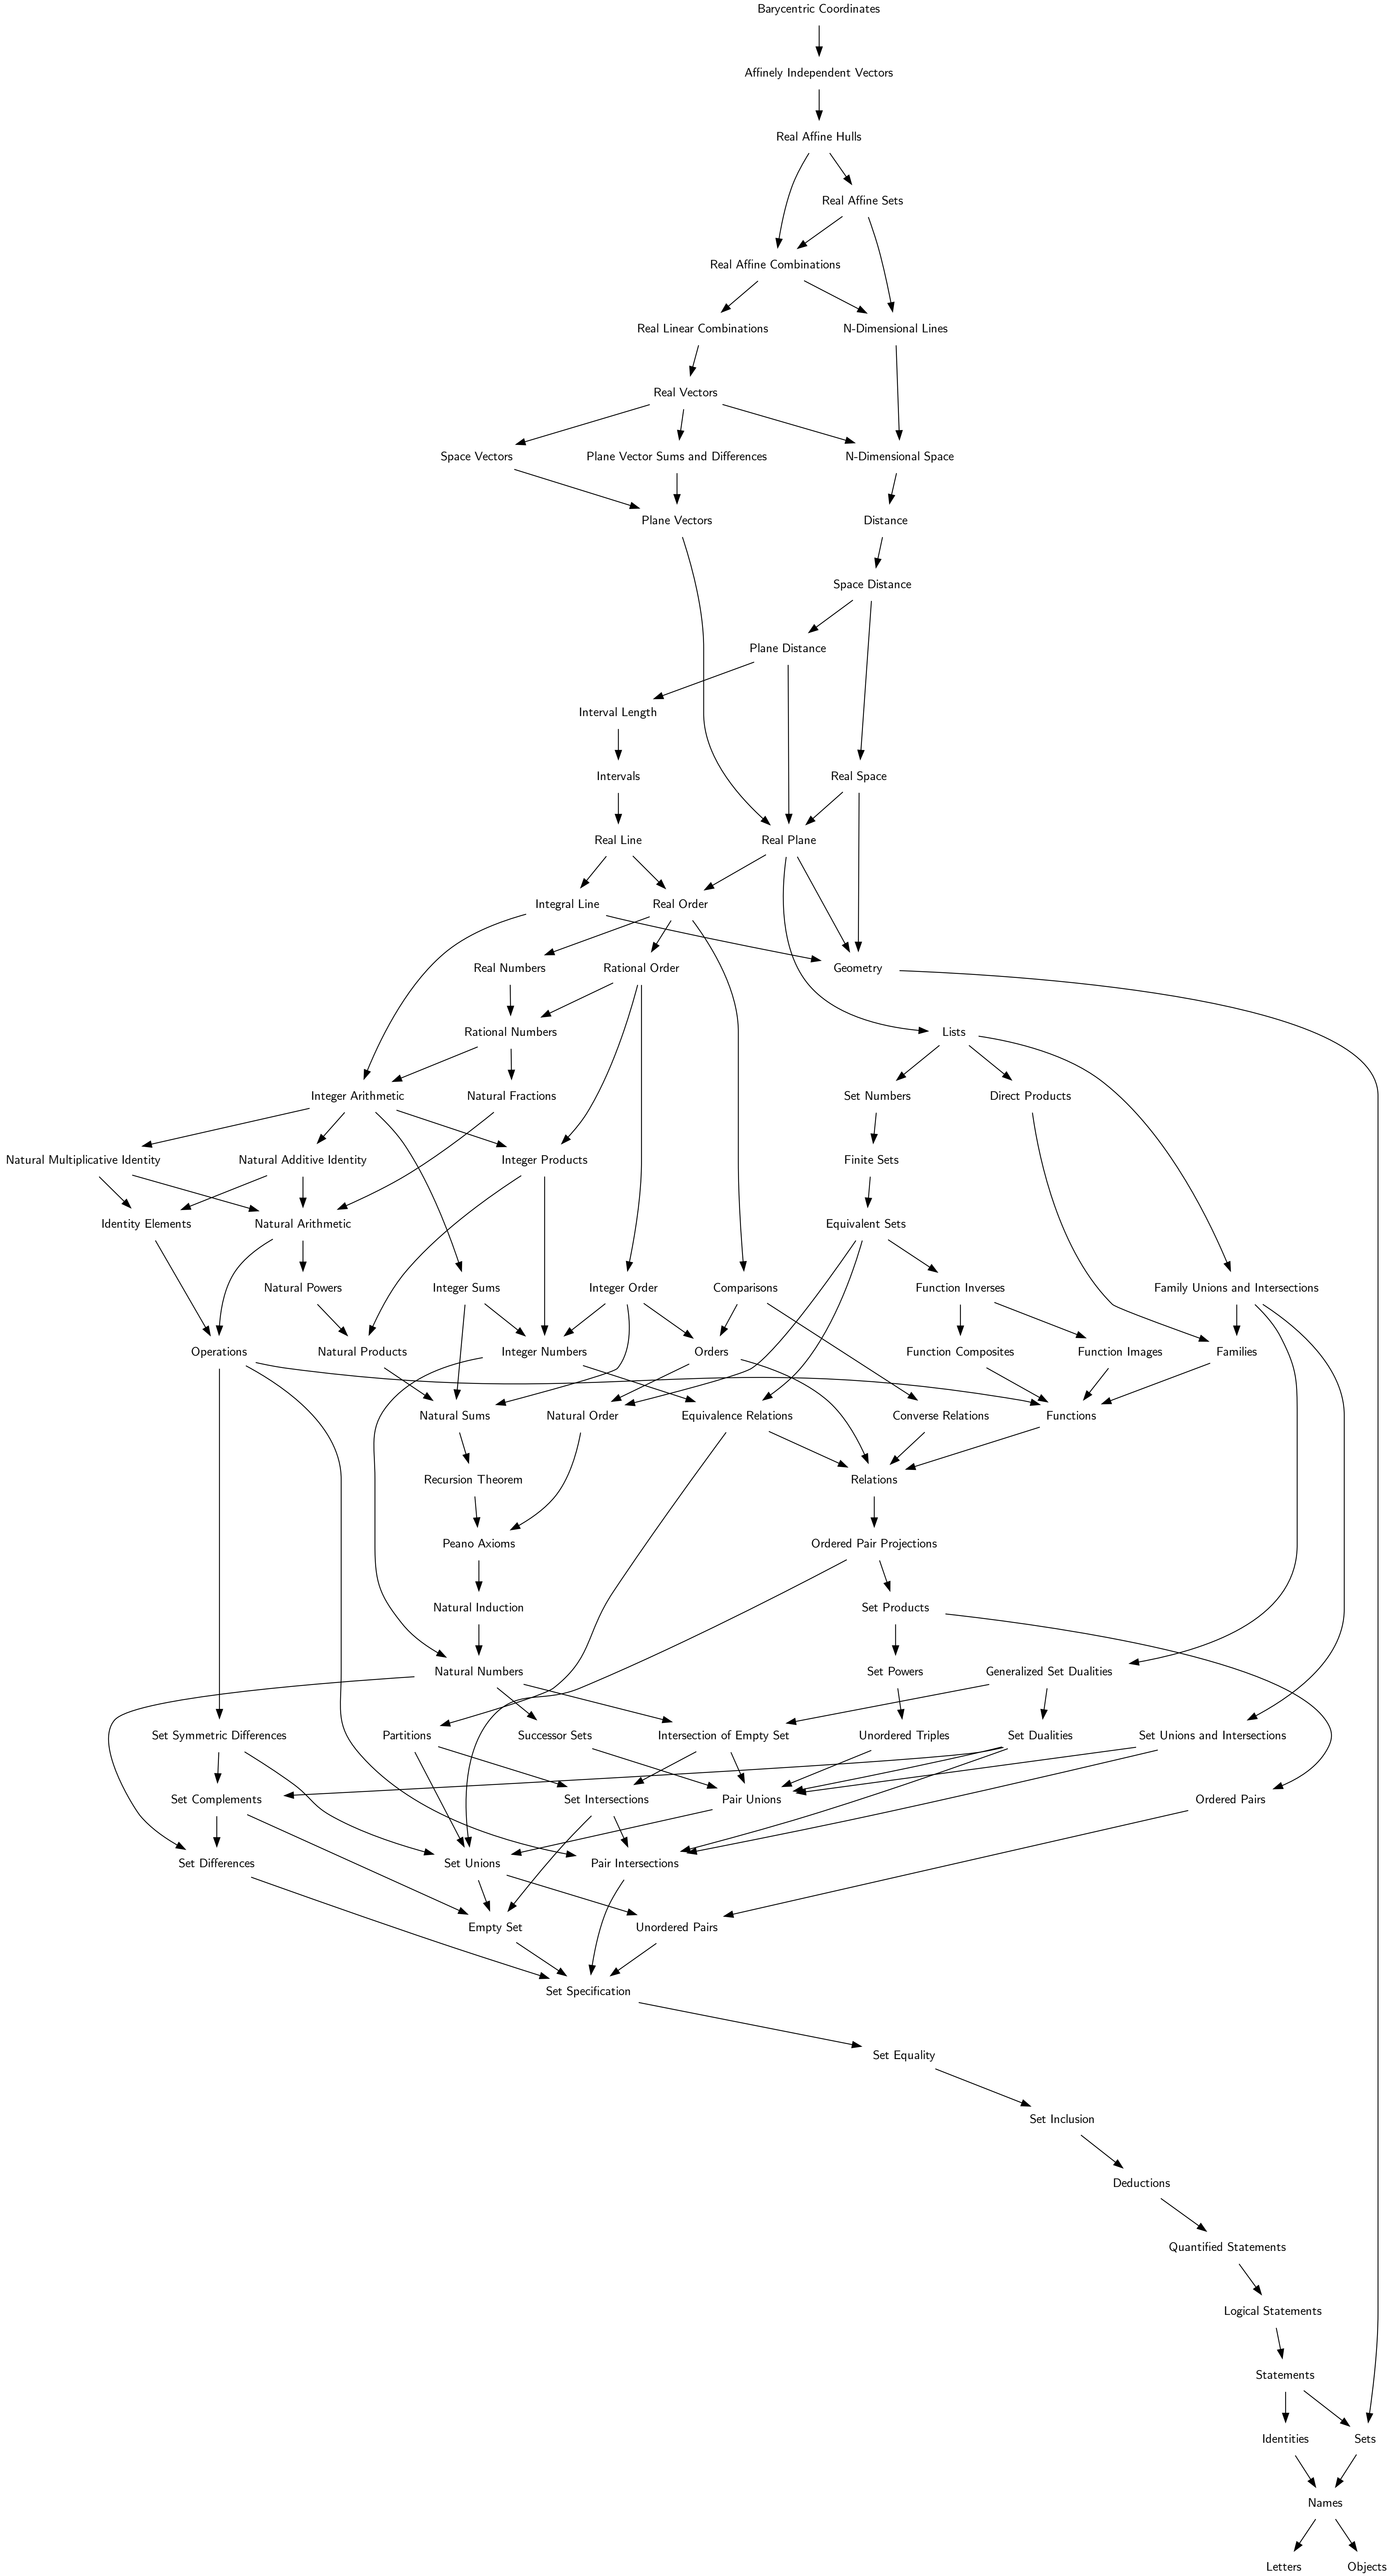 Barycentric Coordinates
Affinely Independent Vectors
Real Affine Hulls
Real Affine Sets
Real Affine Combinations
Real Linear Combinations
N-Dimensional Lines
Real Vectors
Space Vectors
Plane Vector Sums and Differences
N-Dimensional Space
Plane Vectors
Distance
Space Distance
Plane Distance
Interval Length
Intervals
Real Space
Real Line
Real Plane
Integral Line
Real Order
Real Numbers
Rational Order
Geometry
Rational Numbers
Lists
Integer Arithmetic
Natural Fractions
Set Numbers
Direct Products
Natural Multiplicative Identity
Natural Additive Identity
Integer Products
Finite Sets
Identity Elements
Natural Arithmetic
Equivalent Sets
Natural Powers
Integer Sums
Integer Order
Comparisons
Function Inverses
Family Unions and Intersections
Operations
Natural Products
Integer Numbers
Orders
Function Composites
Function Images
Families
Natural Sums
Natural Order
Equivalence Relations
Converse Relations
Functions
Recursion Theorem
Relations
Peano Axioms
Ordered Pair Projections
Natural Induction
Set Products
Natural Numbers
Set Powers
Generalized Set Dualities
Set Symmetric Differences
Partitions
Successor Sets
Intersection of Empty Set
Unordered Triples
Set Dualities
Set Unions and Intersections
Set Complements
Set Intersections
Pair Unions
Ordered Pairs
Set Differences
Set Unions
Pair Intersections
Empty Set
Unordered Pairs
Set Specification
Set Equality
Set Inclusion
Deductions
Quantified Statements
Logical Statements
Statements
Identities
Sets
Names
Letters
Objects